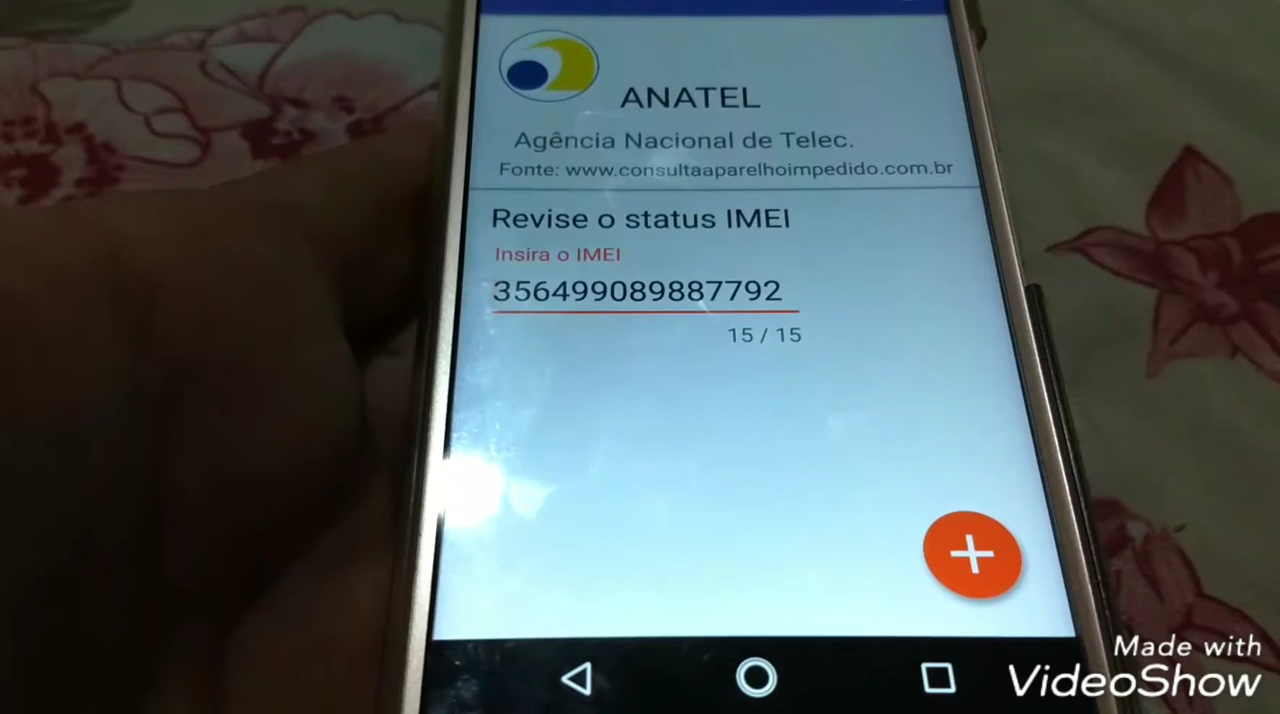 ANATEL
Agência Nacional de Telec.
Fonte: www.consultaaparelhoimpedido.com.br
Revise o status IMEI
Insira o IMEI
356499089887792
15 / 15
Made with
VideoShow